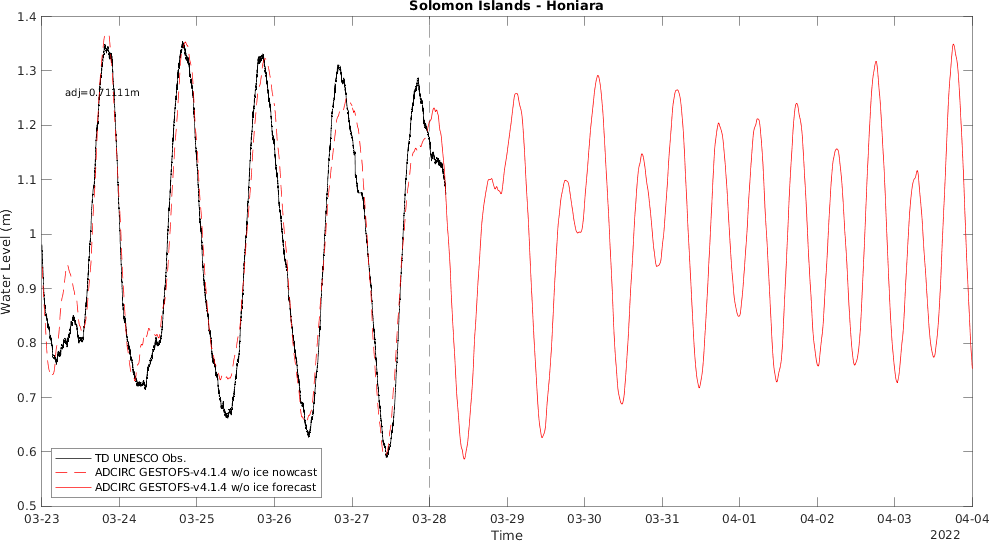 Solomon Islands - Honiara
1.4
1.3
1.2
1.1
1
0.9
0.8
0.7
0.6
0.5
Water Level (m)
adj=0.71111m
TD UNESCO Obs.
ADCIRC GESTOFS-v4.1.4 w/o ice nowcast
ADCIRC GESTOFS-v4.1.4 w/o ice forecast
03-23 03-24 03-25 03-26 03-27 03-28 03-29 03-30 03-31 04-01 04-02 04-03 04-04
Time
2022